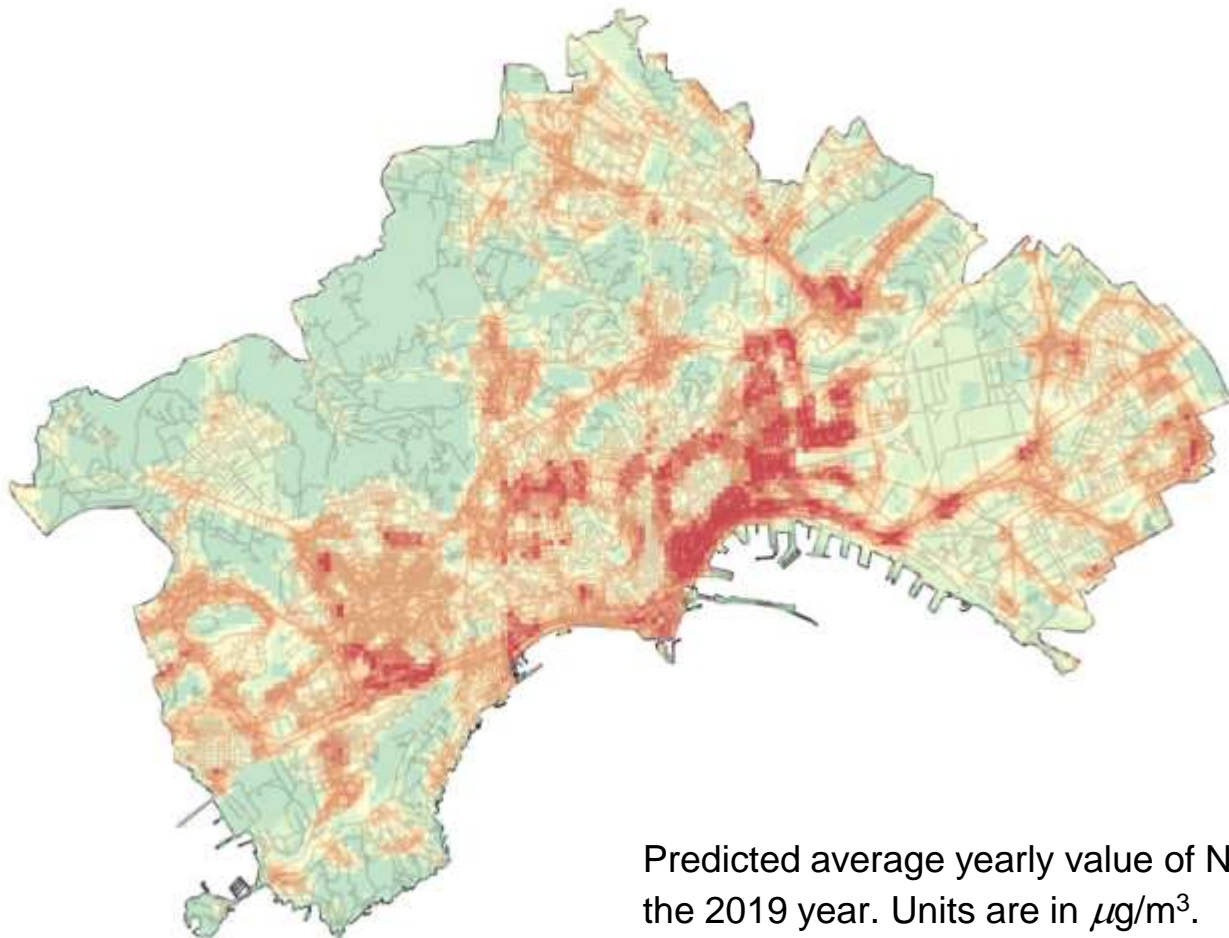 Predicted average yearly value of N
the 2019 year. Units are in μg/m³.